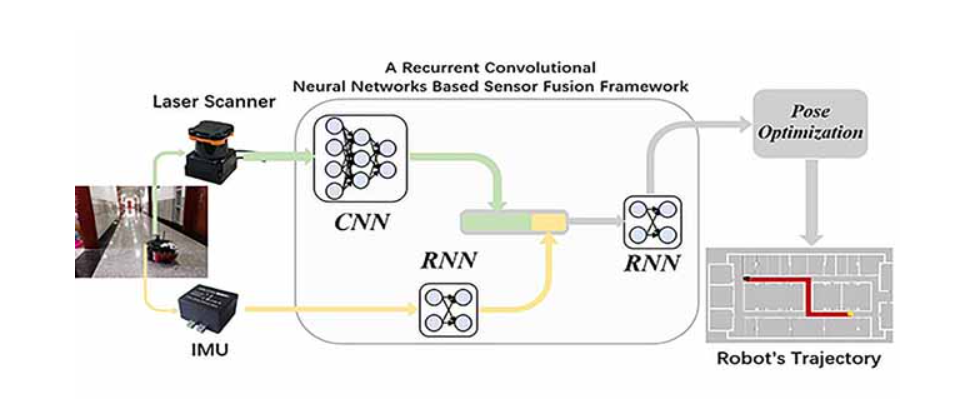 A Recurrent Convolutional
Neural Networks Based Sensor Fusion Framework
Laser Scanner
Pose
Optimization
CNN
RNN
RNN
IMU
Robot's Trajectory